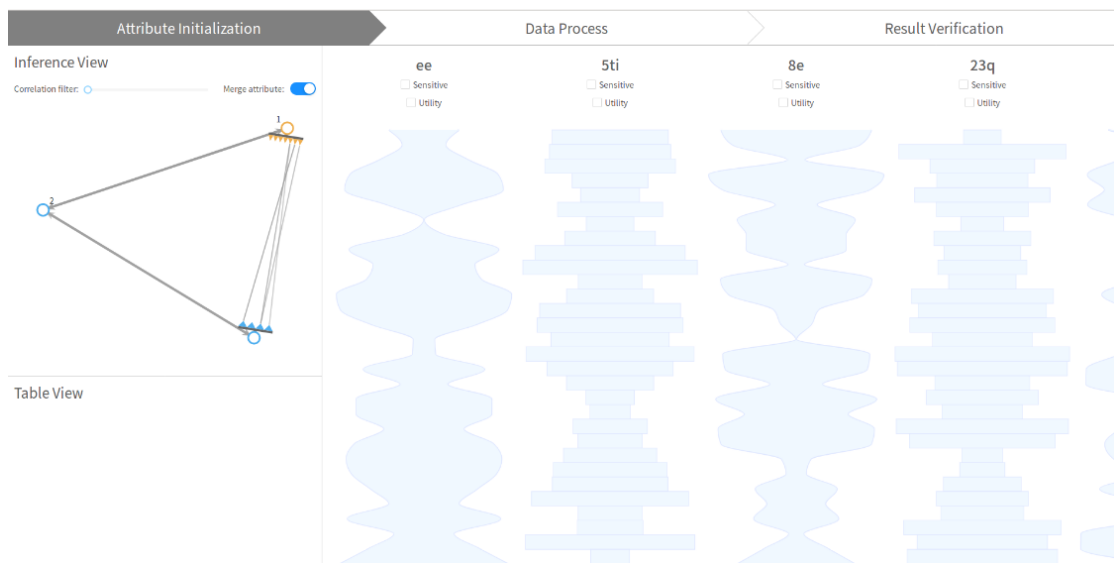 Attribute Initialization
Data Process
Result Verification
Inference View
Correlation filter:
Merge attribute:
1
2
Table View
ee
Sensitive
Utility
5ti
Sensitive
Utility
8e
Sensitive
Utility
23q
Sensitive
Utility